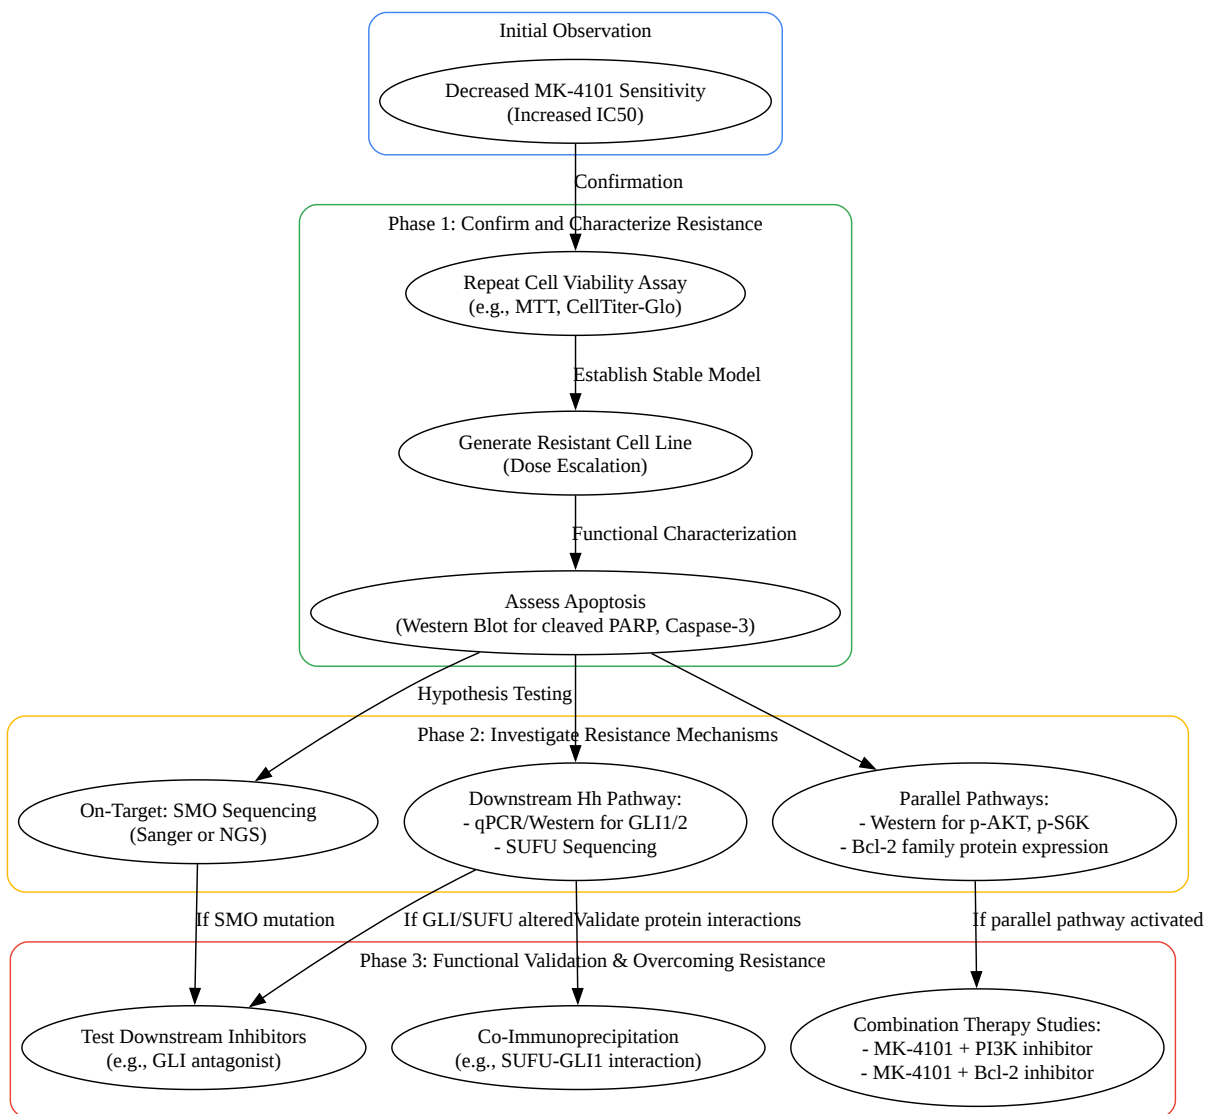 Initial Observation
Decreased MK-4101 Sensitivity
(Increased IC50)
Confirmation
Phase 1: Confirm and Characterize Resistance
Repeat Cell Viability Assay
(e.g., MTT, CellTiter-Glo)
Establish Stable Model
Generate Resistant Cell Line
(Dose Escalation)
Functional Characterization
Assess Apoptosis
(Western Blot for cleaved PARP, Caspase-3)
Hypothesis Testing
Phase 2: Investigate Resistance Mechanisms
On-Target: SMO Sequencing
(Sanger or NGS)
Downstream Hh Pathway:
- qPCR/Western for GLI1/2
- SUFU Sequencing
Parallel Pathways:
- Western for p-AKT, p-S6K
- Bcl-2 family protein expression
If SMO mutation
If GLI/SUFU altered
Validate protein interactions
If parallel pathway activated
Phase 3: Functional Validation & Overcoming Resistance
Test Downstream Inhibitors
(e.g., GLI antagonist)
Co-Immunoprecipitation
(e.g., SUFU-GLI1 interaction)
Combination Therapy Studies:
- MK-4101 + PI3K inhibitor
- MK-4101 + Bcl-2 inhibitor